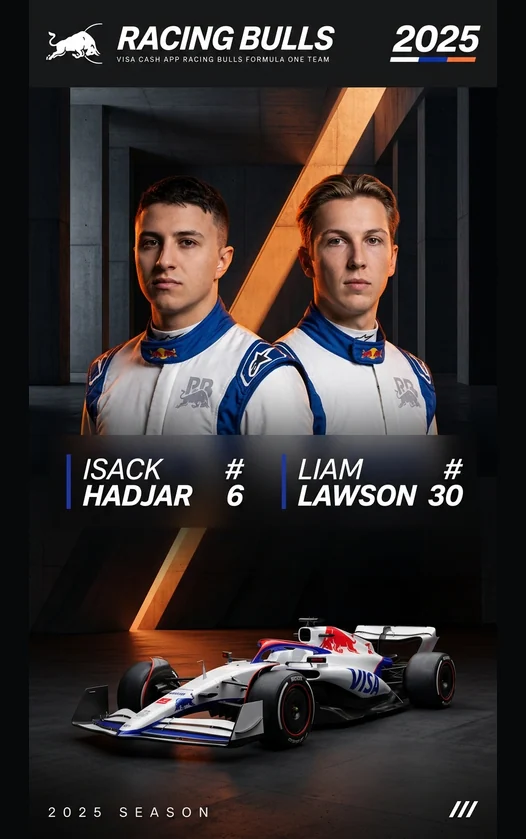 RACING BULLS
VISA CASH APP RACING BULLS FORMULA ONE TEAM
2025
ISACK
HADJAR
#
6
LIAM
LAWSON
#
30
VISA
2025 SEASON